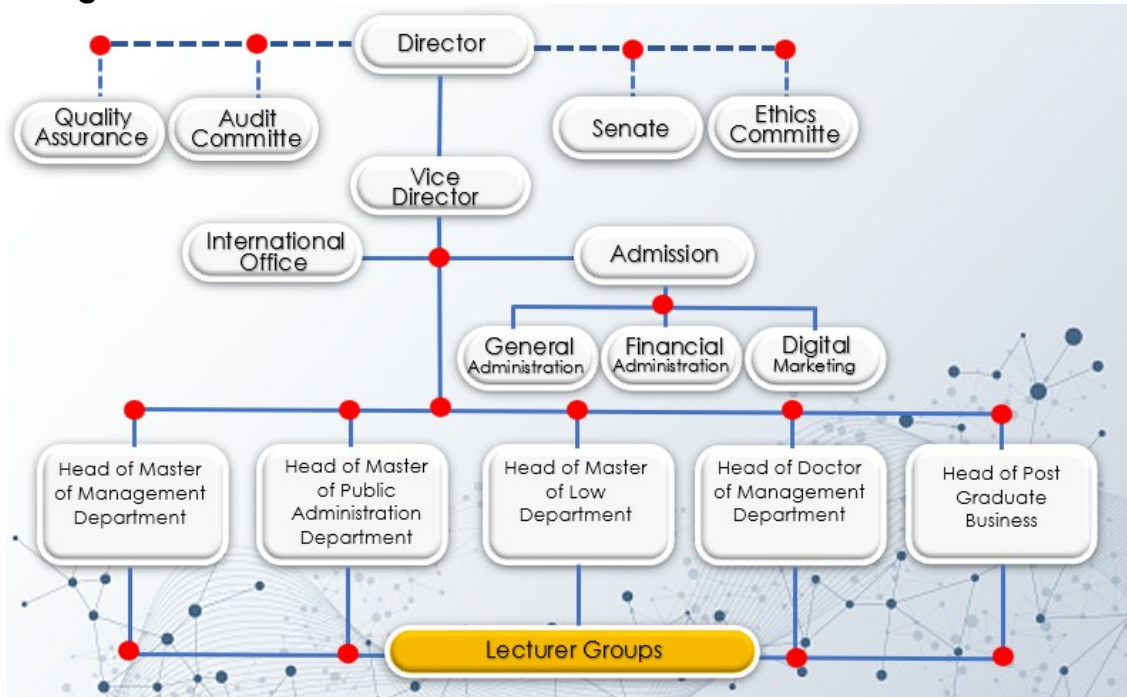 Director
Quality
Assurance
Audit
Committe
Senate
Ethics
Committe
Vice
Director
International
Office
Admission
General
Administration
Financial
Administration
Digital
Marketing
Head of Master
of Management
Department
Head of Master
of Public
Administration
Department
Head of Master
of Low
Department
Head of Doctor
of Management
Department
Head of Post
Graduate
Business
Lecturer Groups